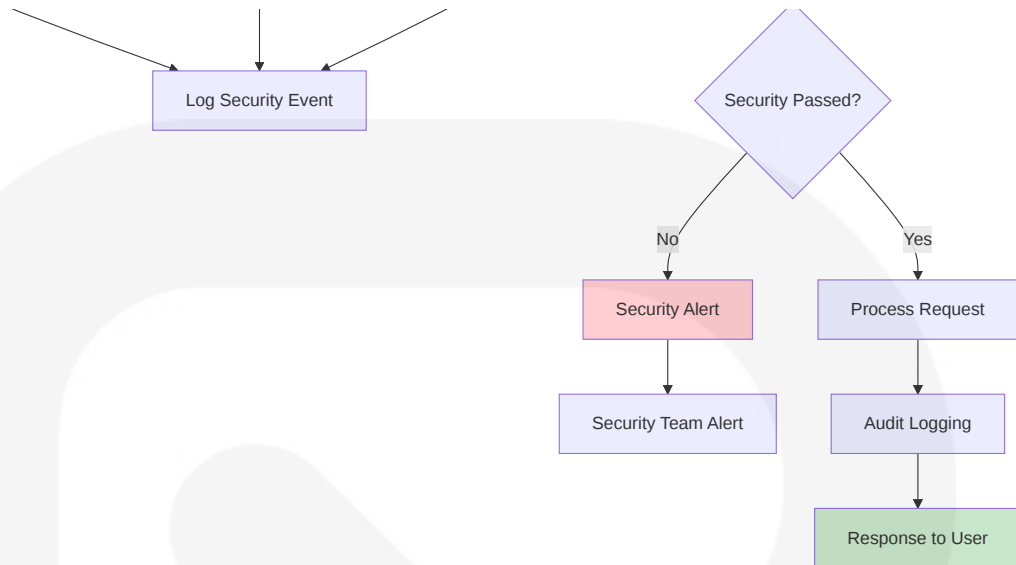 Log Security Event
Security Passed?
No
Yes
Security Alert
Process Request
Security Team Alert
Audit Logging
Response to User